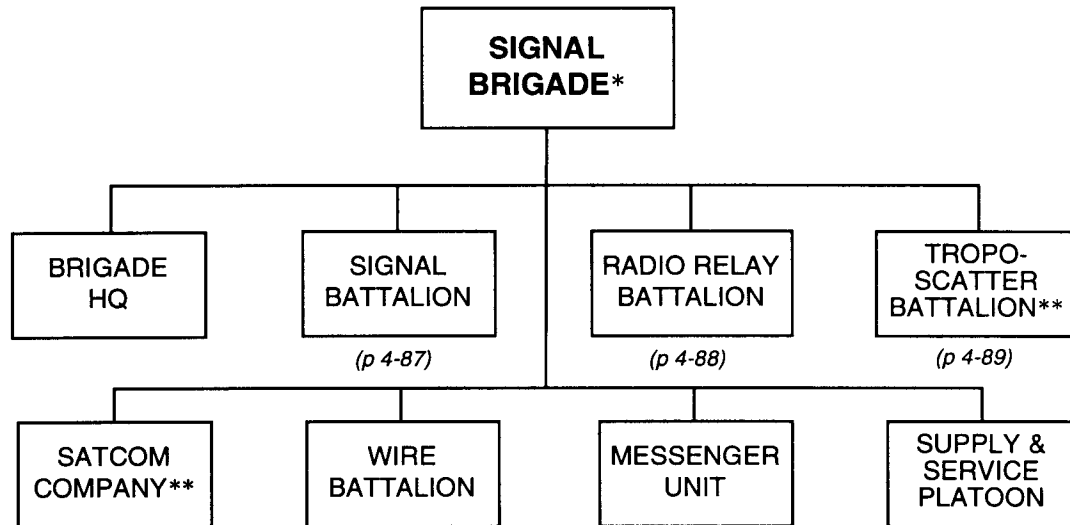 SIGNAL
BRIGADE*
BRIGADE
HQ
SIGNAL
BATTALION
(p 4-87)
RADIO RELAY
BATTALION
(p 4-88)
TROPO-
SCATTER
BATTALION**
(p 4-89)
SATCOM
COMPANY**
WIRE
BATTALION
MESSENGER
UNIT
SUPPLY &
SERVICE
PLATOON